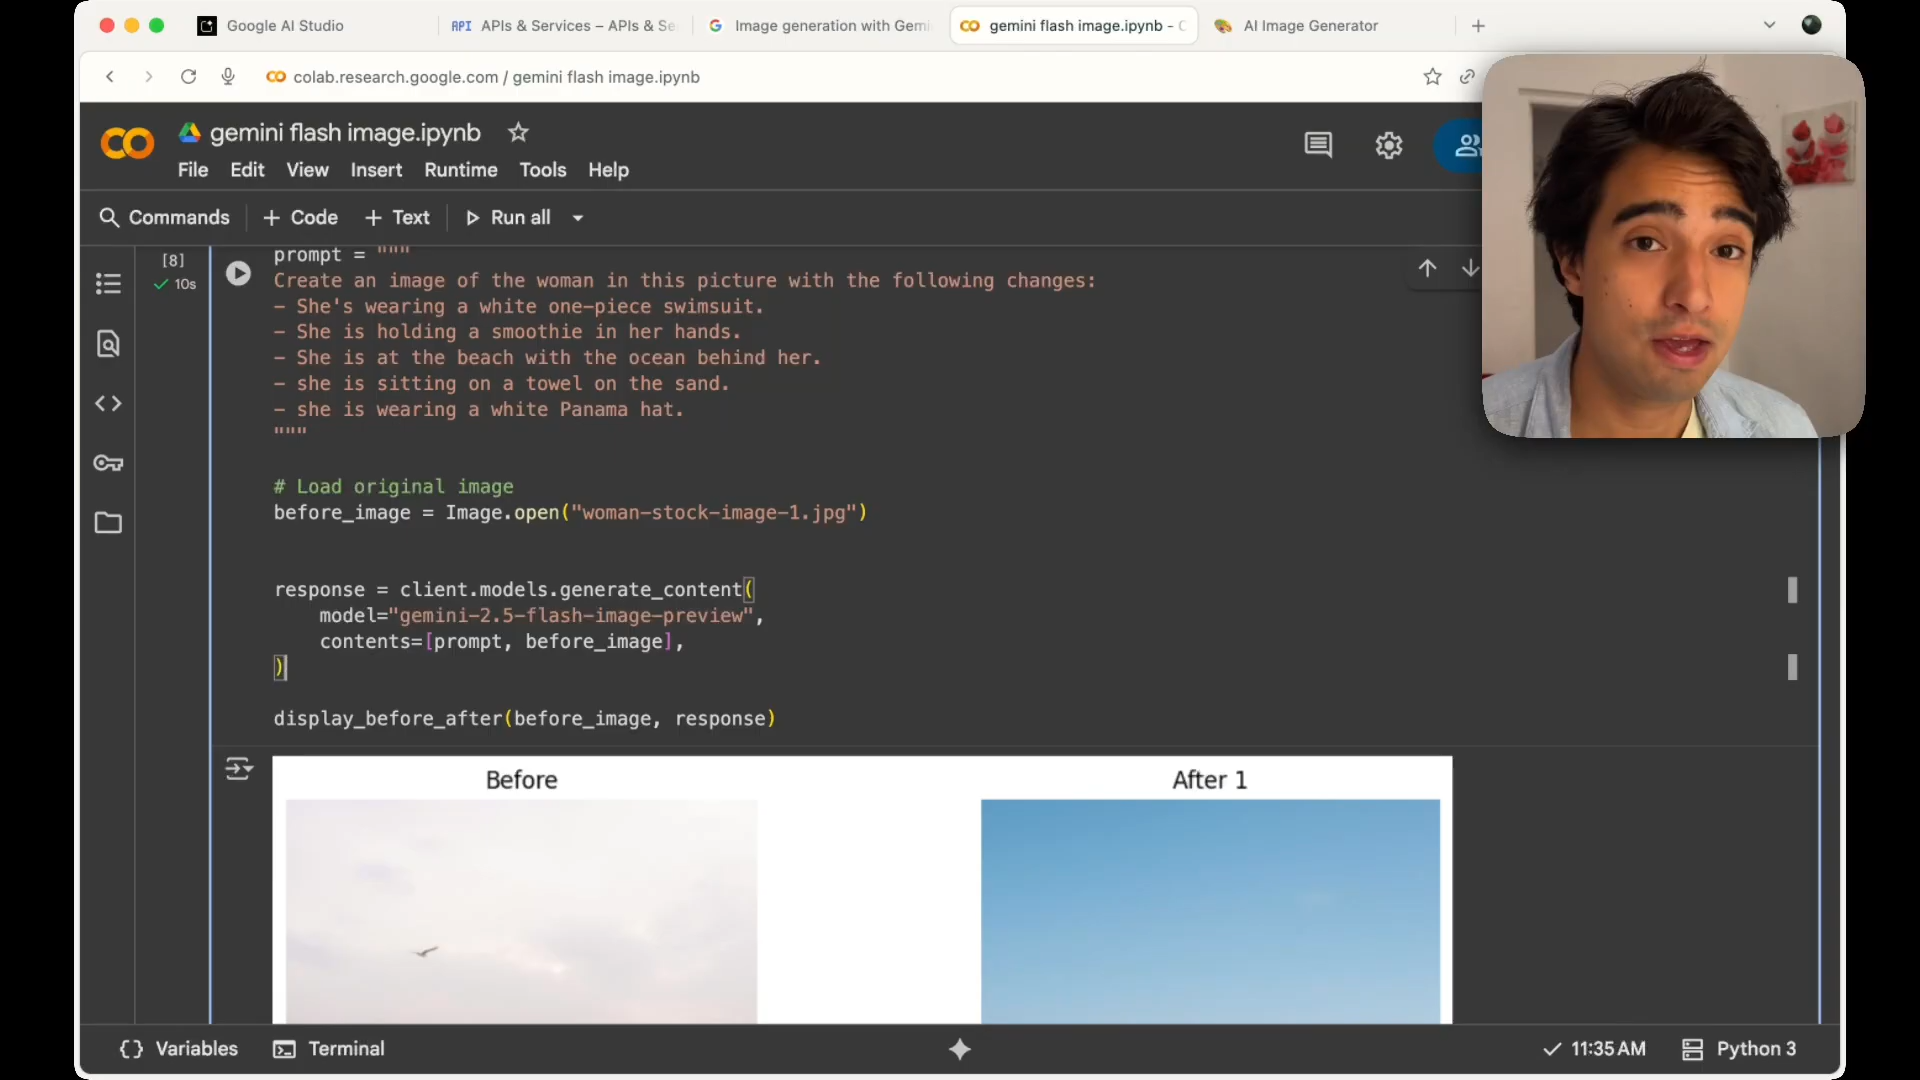 Google AI Studio
API APIs & Services – APIs & Se
Image generation with Gemi
gemini flash image.ipynb - C
AI Image Generator
colab.research.google.com / gemini flash image.ipynb
gemini flash image.ipynb
File Edit View Insert Runtime Tools Help
Commands + Code + Text Run all
[8]
10s
prompt = """
Create an image of the woman in this picture with the following changes:
- She's wearing a white one-piece swimsuit.
- She is holding a smoothie in her hands.
- She is at the beach with the ocean behind her.
- she is sitting on a towel on the sand.
- she is wearing a white Panama hat.
"""
# Load original image
before_image = Image.open("woman-stock-image-1.jpg")
response = client.models.generate_content(
model="gemini-2.5-flash-image-preview",
contents=[prompt, before_image],
)
display_before_after(before_image, response)
Before
After 1
Variables
Terminal
11:35 AM
Python 3